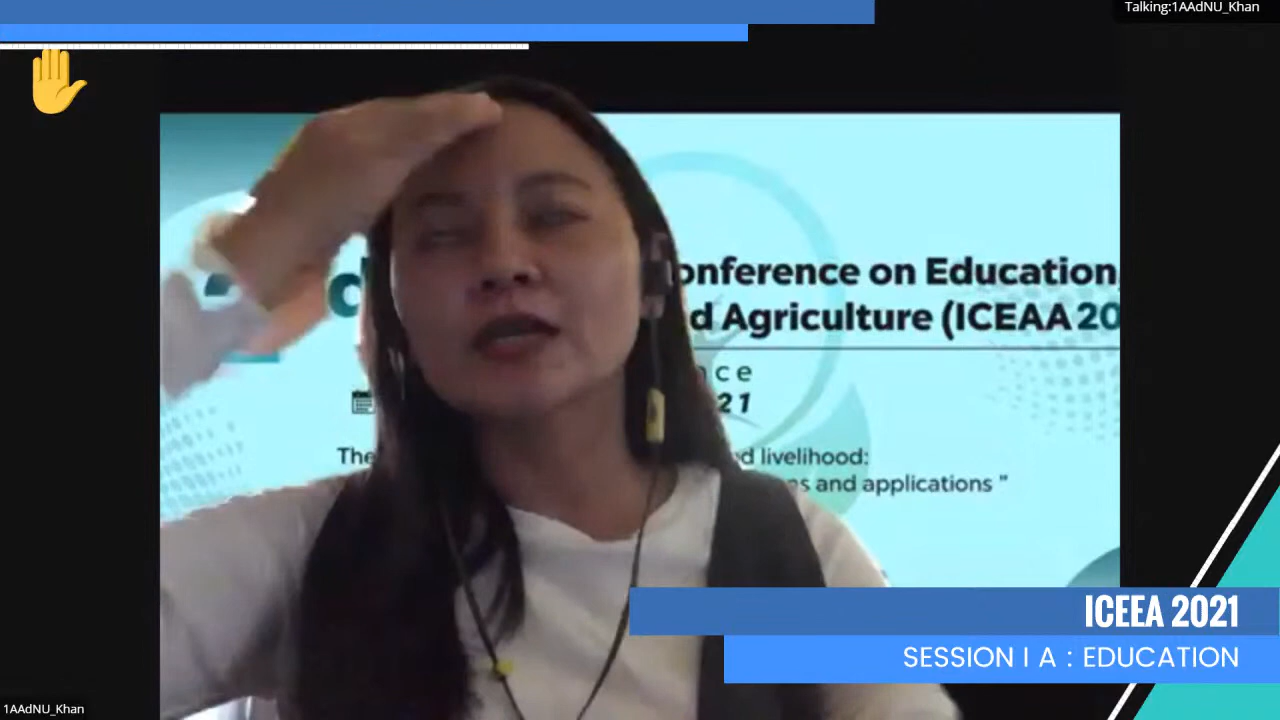 Talking:1AAdNU_Khan
onference on Education,
d Agriculture (ICEAA 20
nce
21
The
d livelihood:
ns and applications "
ICEEA 2021
SESSION I A : EDUCATION
1AAdNU_Khan